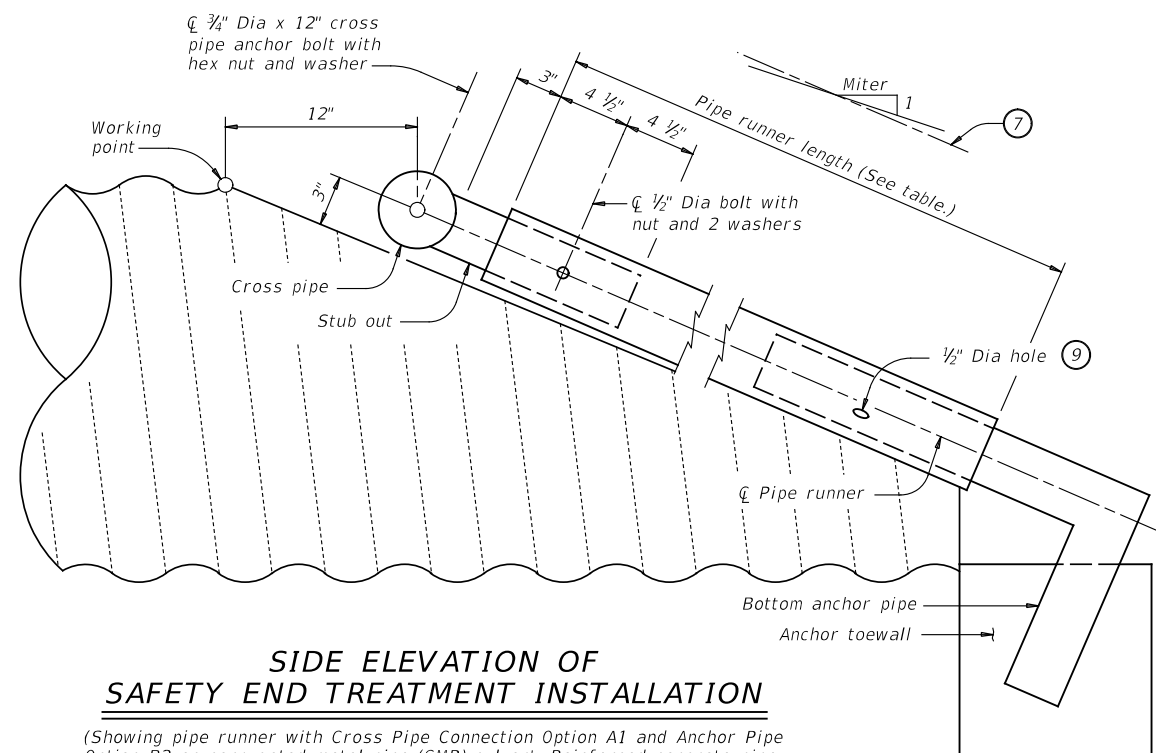 ℄ ¾" Dia x 12" cross
pipe anchor bolt with
hex nut and washer
12"
Working
point
3"
3"
4 ½"
4 ½"
Pipe runner length (See table.)
Miter
1
7
℄ ½" Dia bolt with
nut and 2 washers
Cross pipe
Stub out
½" Dia hole
9
℄ Pipe runner
Bottom anchor pipe
Anchor toewall
SIDE ELEVATION OF
SAFETY END TREATMENT INSTALLATION
(Showing pipe runner with Cross Pipe Connection Option A1 and Anchor Pipe